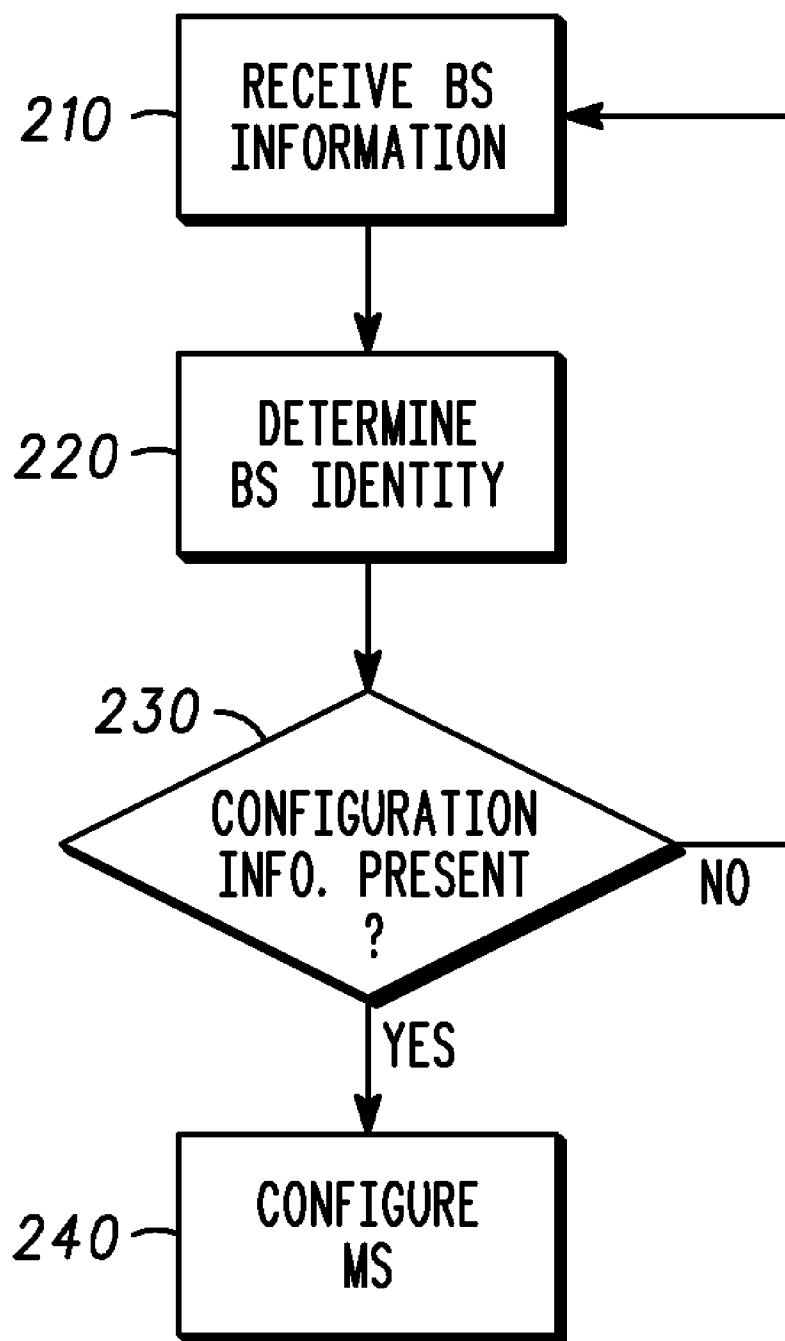 210
RECEIVE BS
INFORMATION
220
DETERMINE
BS IDENTITY
230
CONFIGURATION
INFO. PRESENT
?
NO
YES
240
CONFIGURE
MS